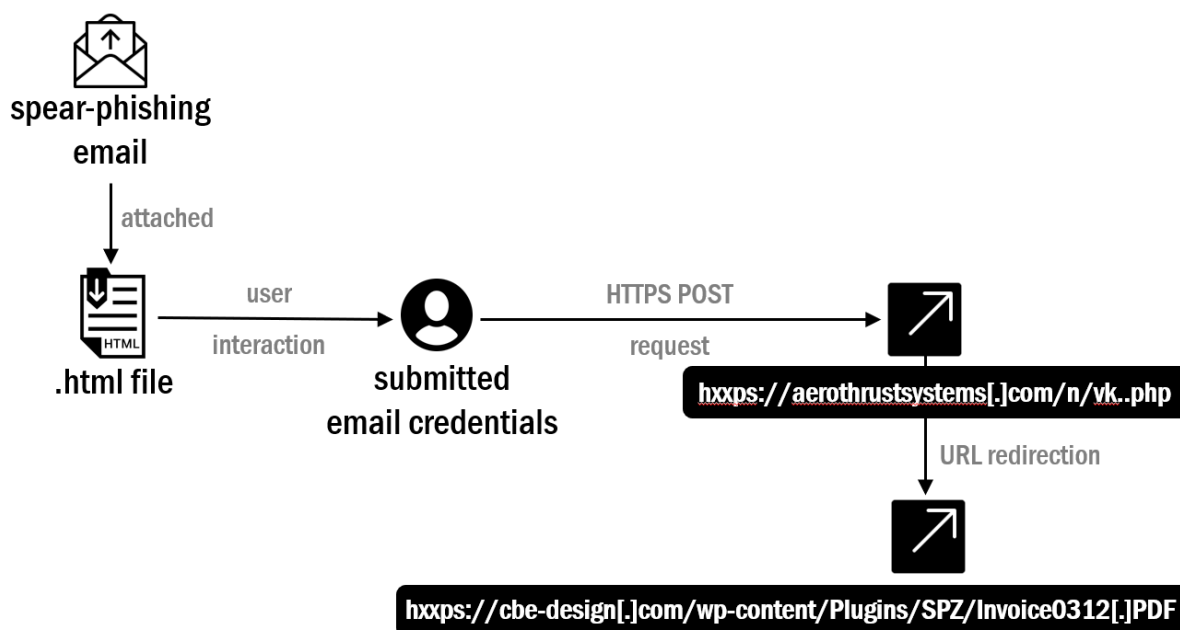 spear-phishing
email
attached
HTML
.html file
user
interaction
submitted
email credentials
HTTPS POST
request
hxxps://aerothrustsystems[.]com/n/vk..php
URL redirection
hxxps://cbe-design[.]com/wp-content/Plugins/SPZ/Invoice0312[.]PDF